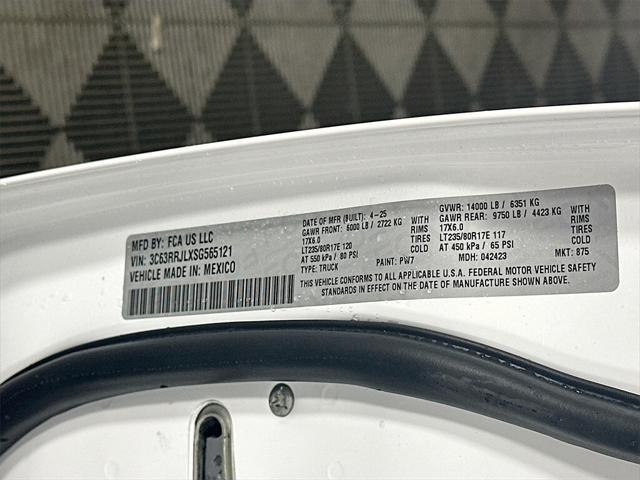 MFD BY: FCA US LLC
VIN: 3C63RRJLXSG555121
VEHICLE MADE IN MEXICO
DATE OF MFR (BUILT): 4-25
GAWR FRONT: 6000 LB / 2722 KG
17X6.0 RIMS
LT235/80R17E 120 TIRES
AT 550 kPa / 80 PSI COLD
TYPE: TRUCK PAINT: PW7
GVWR: 14000 LB / 6351 KG
GAWR REAR: 9750 LB / 4423 KG
17X6.0 RIMS
LT235/80R17E 117 TIRES
AT 450 kPa / 65 PSI COLD
MDH: 042423 MKT: 875
THIS VEHICLE CONFORMS TO ALL APPLICABLE U.S.A. FEDERAL MOTOR VEHICLE SAFETY
STANDARDS IN EFFECT ON THE DATE OF MANUFACTURE SHOWN ABOVE.